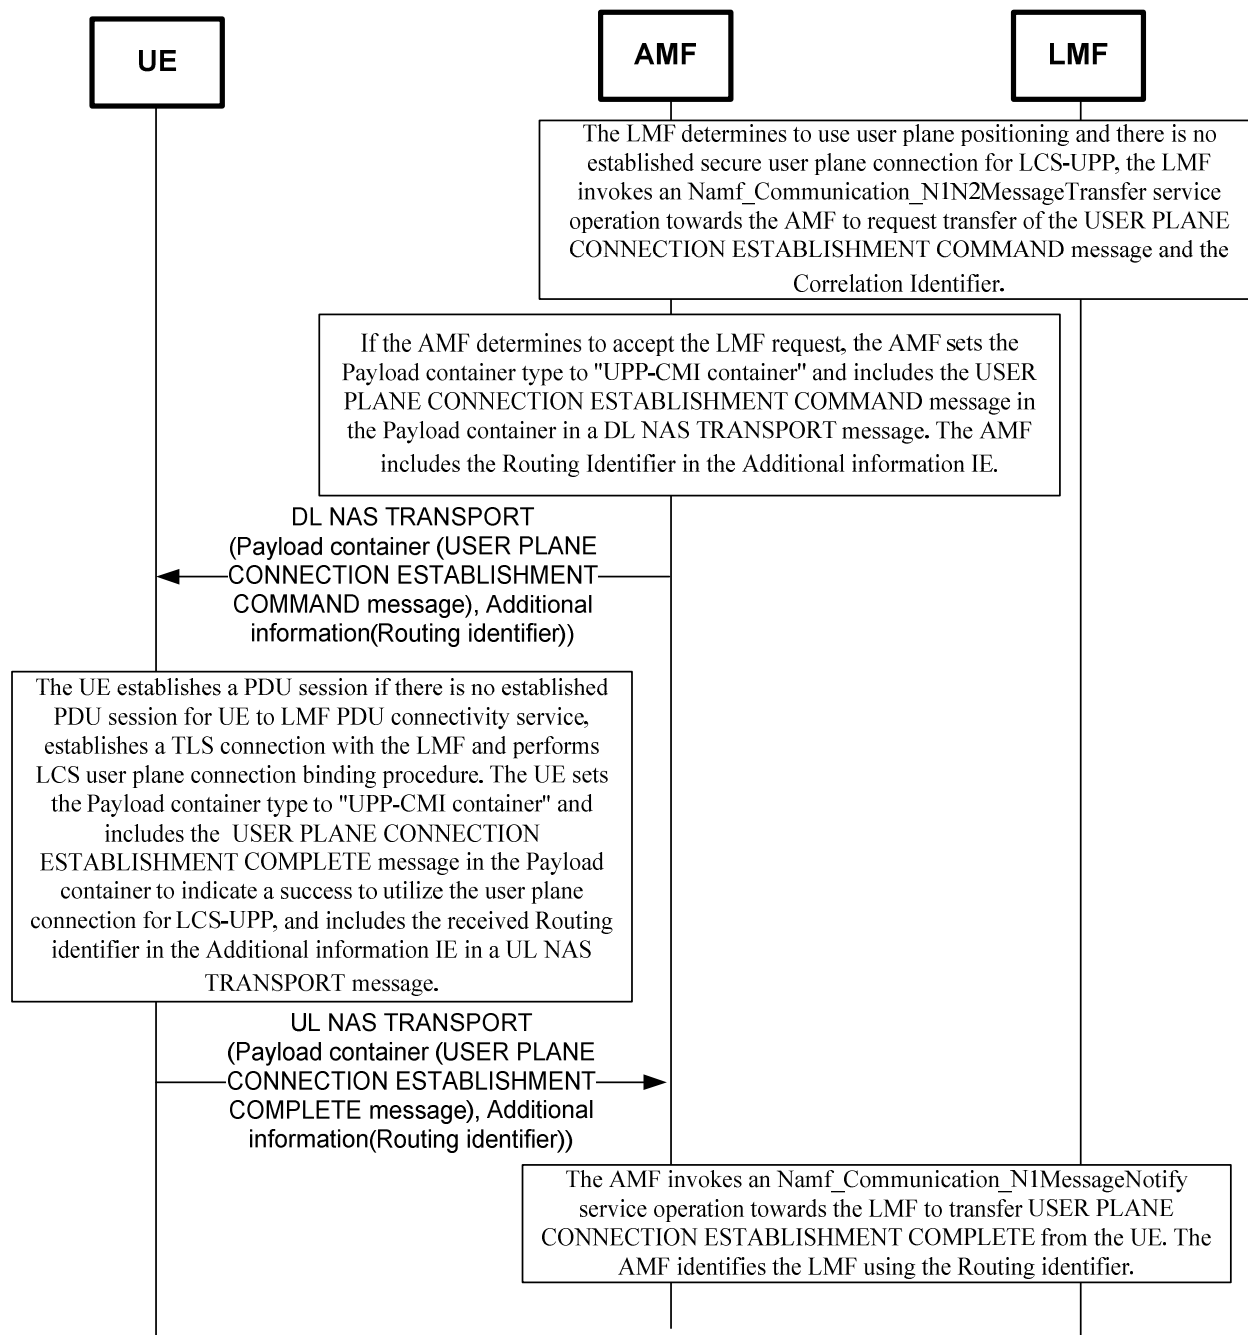 UE
AMF
LMF
The LMF determines to use user plane positioning and there is no
established secure user plane connection for LCS-UPP, the LMF
invokes an Namf_Communication_N1N2MessageTransfer service
operation towards the AMF to request transfer of the USER PLANE
CONNECTION ESTABLISHMENT COMMAND message and the
Correlation Identifier.
If the AMF determines to accept the LMF request, the AMF sets the
Payload container type to "UPP-CMI container" and includes the USER
PLANE CONNECTION ESTABLISHMENT COMMAND message in
the Payload container in a DL NAS TRANSPORT message. The AMF
includes the Routing Identifier in the Additional information IE.
DL NAS TRANSPORT
(Payload container (USER PLANE
CONNECTION ESTABLISHMENT
COMMAND message), Additional
information(Routing identifier))
The UE establishes a PDU session if there is no established
PDU session for UE to LMF PDU connectivity service,
establishes a TLS connection with the LMF and performs
LCS user plane connection binding procedure. The UE sets
the Payload container type to "UPP-CMI container" and
includes the USER PLANE CONNECTION
ESTABLISHMENT COMPLETE message in the Payload
container to indicate a success to utilize the user plane
connection for LCS-UPP, and includes the received Routing
identifier in the Additional information IE in a UL NAS
TRANSPORT message.
UL NAS TRANSPORT
(Payload container (USER PLANE
CONNECTION ESTABLISHMENT
COMPLETE message), Additional
information(Routing identifier))
The AMF invokes an Namf_Communication_N1MessageNotify
service operation towards the LMF to transfer USER PLANE
CONNECTION ESTABLISHMENT COMPLETE from the UE. The
AMF identifies the LMF using the Routing identifier.